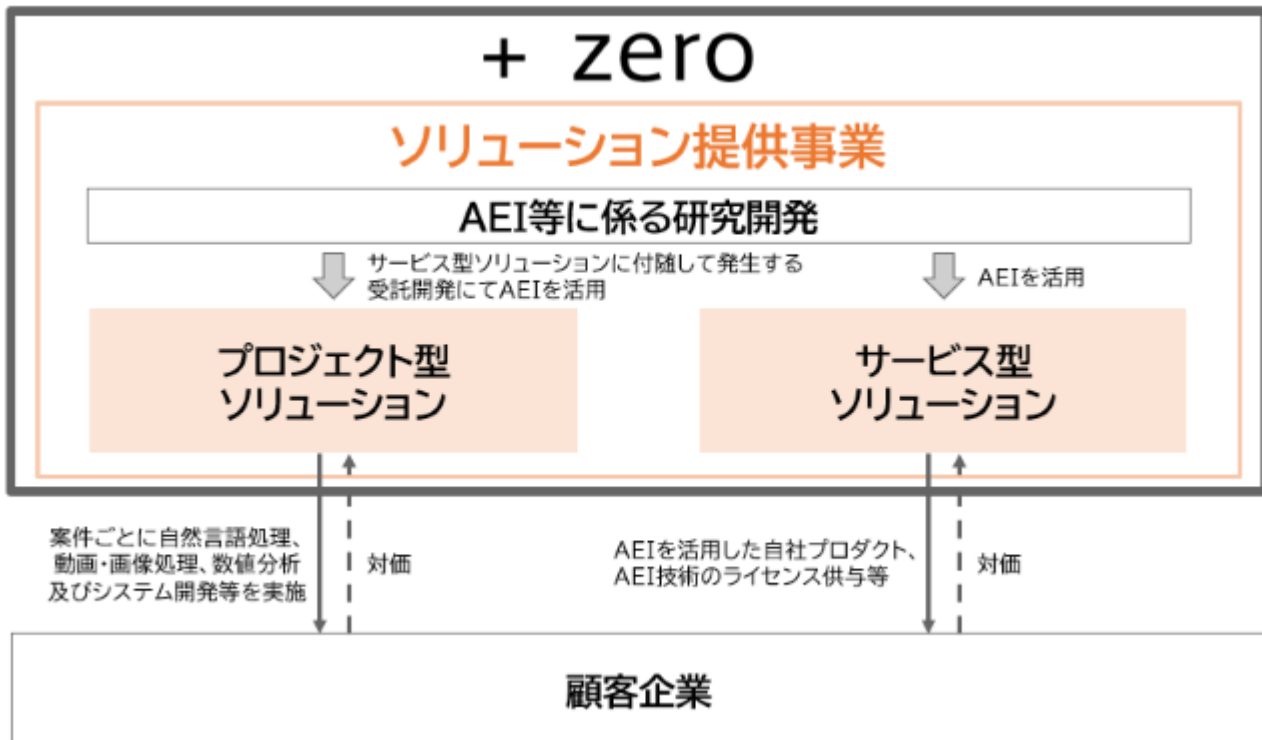 + zero
ソリューション提供事業
AEI等に係る研究開発
サービス型ソリューションに付随して発生する
受託開発にてAEIを活用
AEIを活用
プロジェクト型
ソリューション
サービス型
ソリューション
案件ごとに自然言語処理、
動画・画像処理、数値分析
及びシステム開発等を実施
対価
AEIを活用した自社プロダクト、
AEI技術のライセンス供与等
対価
顧客企業